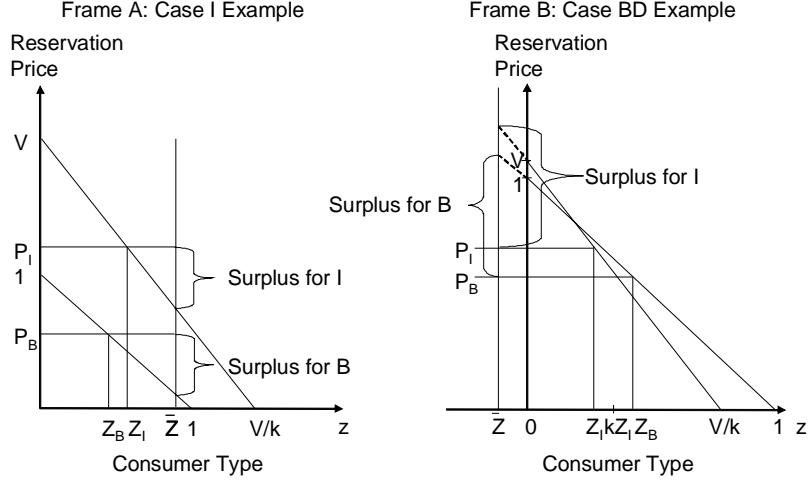 Frame A: Case I Example
Reservation
Price
V
P_I
1
P_B
Surplus for I
Surplus for B
Z_B Z_I Z̄ 1 V/k z
Consumer Type
Frame B: Case BD Example
Reservation
Price
V
1
Surplus for I
Surplus for B
P_I
P_B
Z̄ 0 Z_I kZ_I Z_B V/k 1 z
Consumer Type